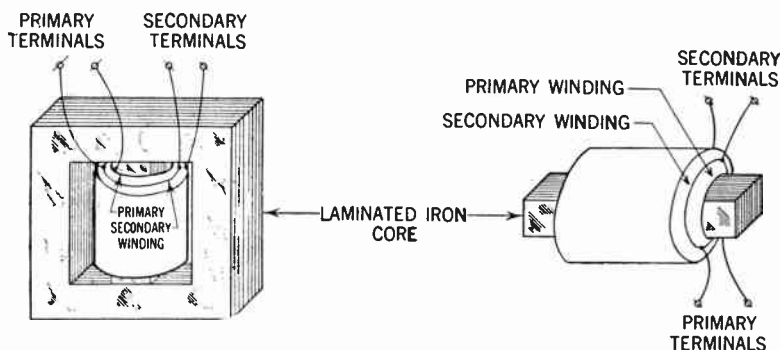 PRIMARY
TERMINALS
SECONDARY
TERMINALS
PRIMARY
SECONDARY
WINDING
LAMINATED IRON
CORE
SECONDARY
TERMINALS
PRIMARY WINDING
SECONDARY WINDING
PRIMARY
TERMINALS